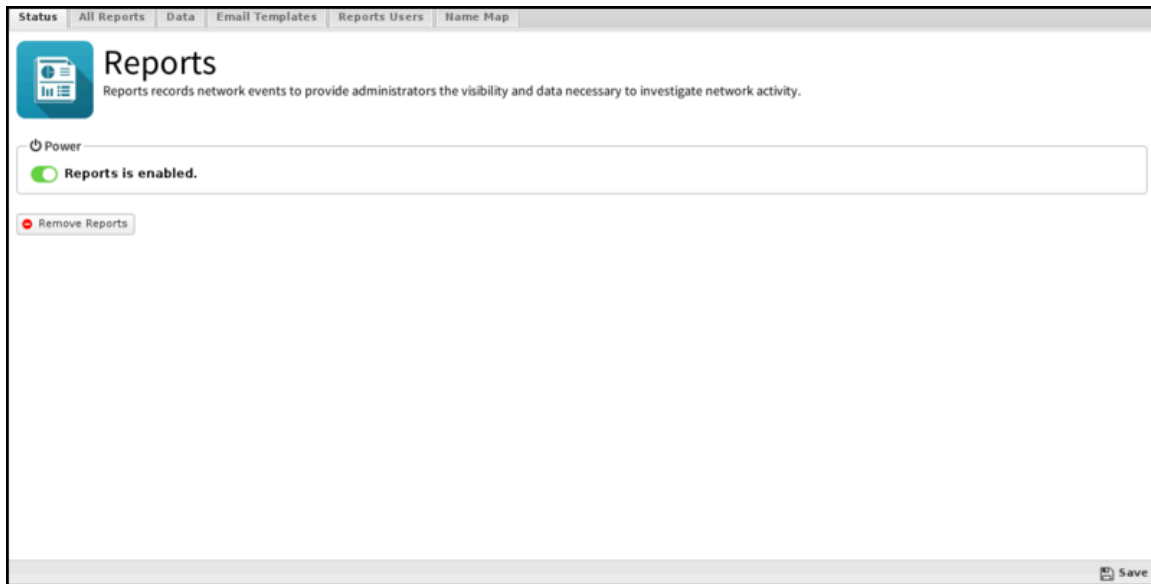 Status All Reports Data Email Templates Reports Users Name Map
Reports
Reports records network events to provide administrators the visibility and data necessary to investigate network activity.
Power
Reports is enabled.
Remove Reports
Save